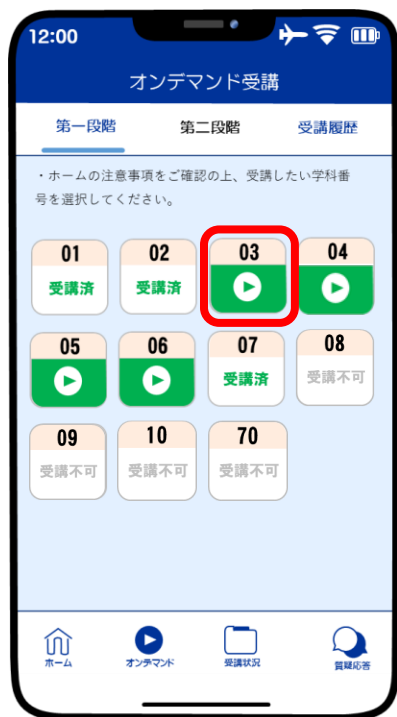 12:00
オンデマンド受講
第一段階 第二段階 受講履歴
・ホームの注意事項をご確認の上、受講したい学科番
号を選択してください。
01 02 03 04
受講済 受講済
05 06 07 08
受講済 受講不可
09 10 70
受講不可 受講不可 受講不可
ホーム オンデマンド 受講状況 質疑応答